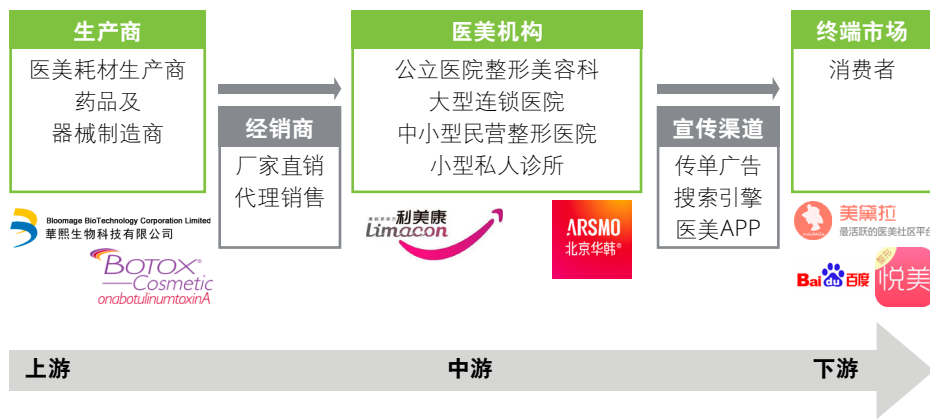 生产商
医美耗材生产商
药品及
器械制造商
经销商
厂家直销
代理销售
医美机构
公立医院整形美容科
大型连锁医院
中小型民营整形医院
小型私人诊所
宣传渠道
传单广告
搜索引擎
医美APP
终端市场
消费者
Bloomage BioTechnology Corporation Limited
華熙生物科技有限公司
BOTOX®
Cosmetic
onabotulinumtoxinA
利美康
Limacon
ARSMO
北京华韩®
美黛拉
最活跃的医美社区平台
Bai du 百度
整形
悦美
上游
中游
下游